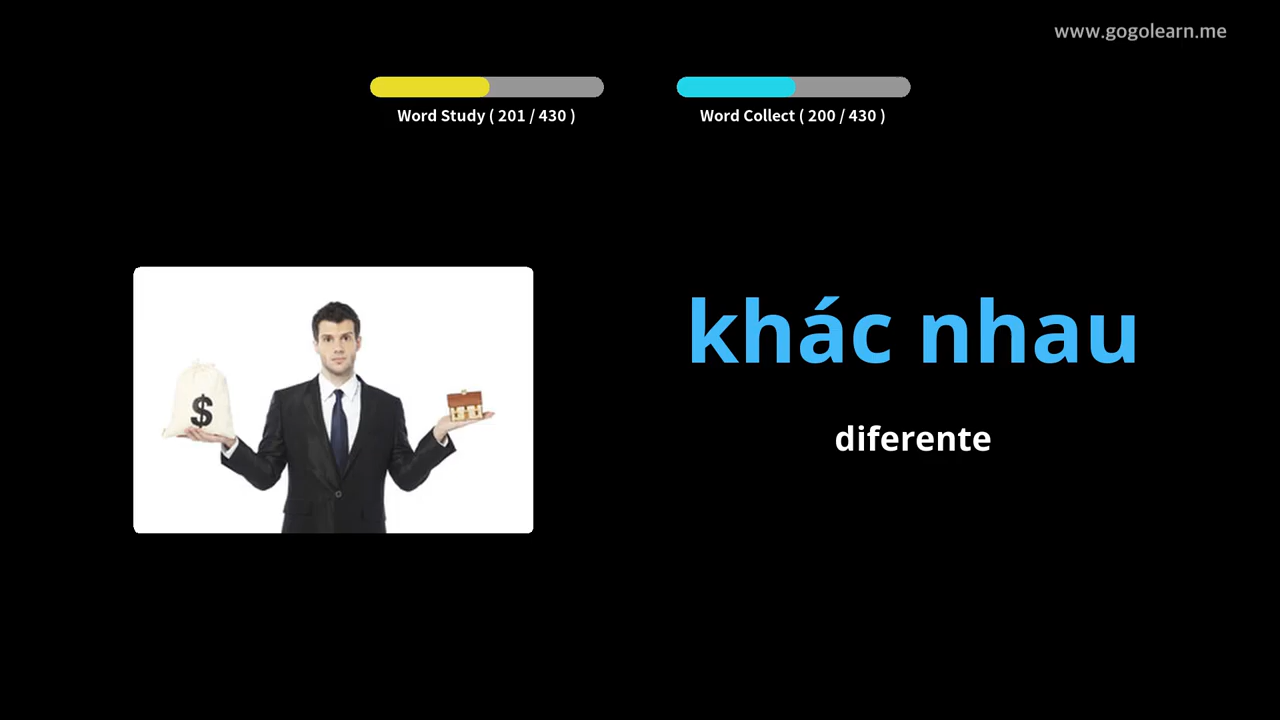 www.gogolearn.me
Word Study ( 201 / 430 )
Word Collect ( 200 / 430 )
khác nhau
diferente
$